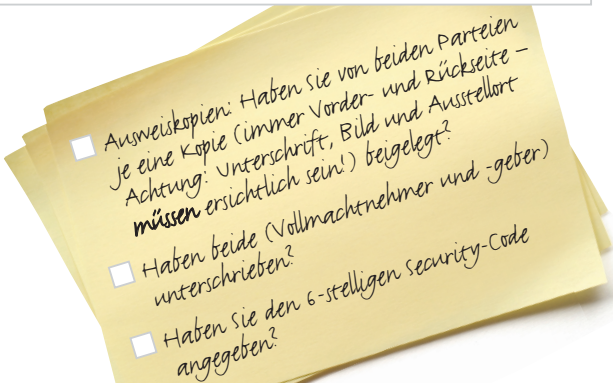 Ausweiskopien: Haben Sie von beiden Parteien
je eine Kopie (immer Vorder- und Rückseite –
Achtung: Unterschrift, Bild und Ausstellort
müssen ersichtlich sein!) beigelegt?
Haben beide (Vollmachtnehmer und -geber)
unterschrieben?
Haben Sie den 6-stelligen Security-Code
angegeben?